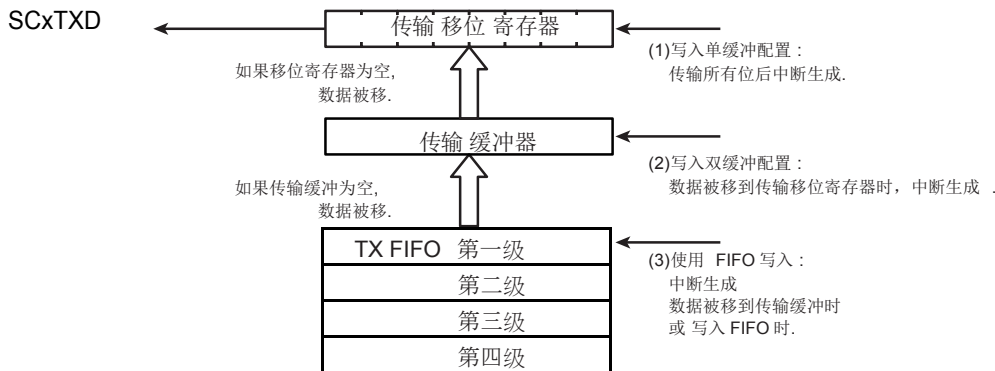 SCxTXD
传输 移位 寄存器
(1)写入单缓冲配置：
传输所有位后中断生成.
如果移位寄存器为空,
数据被移.
传输 缓冲器
(2)写入双缓冲配置：
数据被移到传输移位寄存器时，中断生成 .
如果传输缓冲为空,
数据被移.
TX FIFO 第一级
第二级
第三级
第四级
(3)使用 FIFO 写入：
中断生成
数据被移到传输缓冲时
或 写入 FIFO 时.